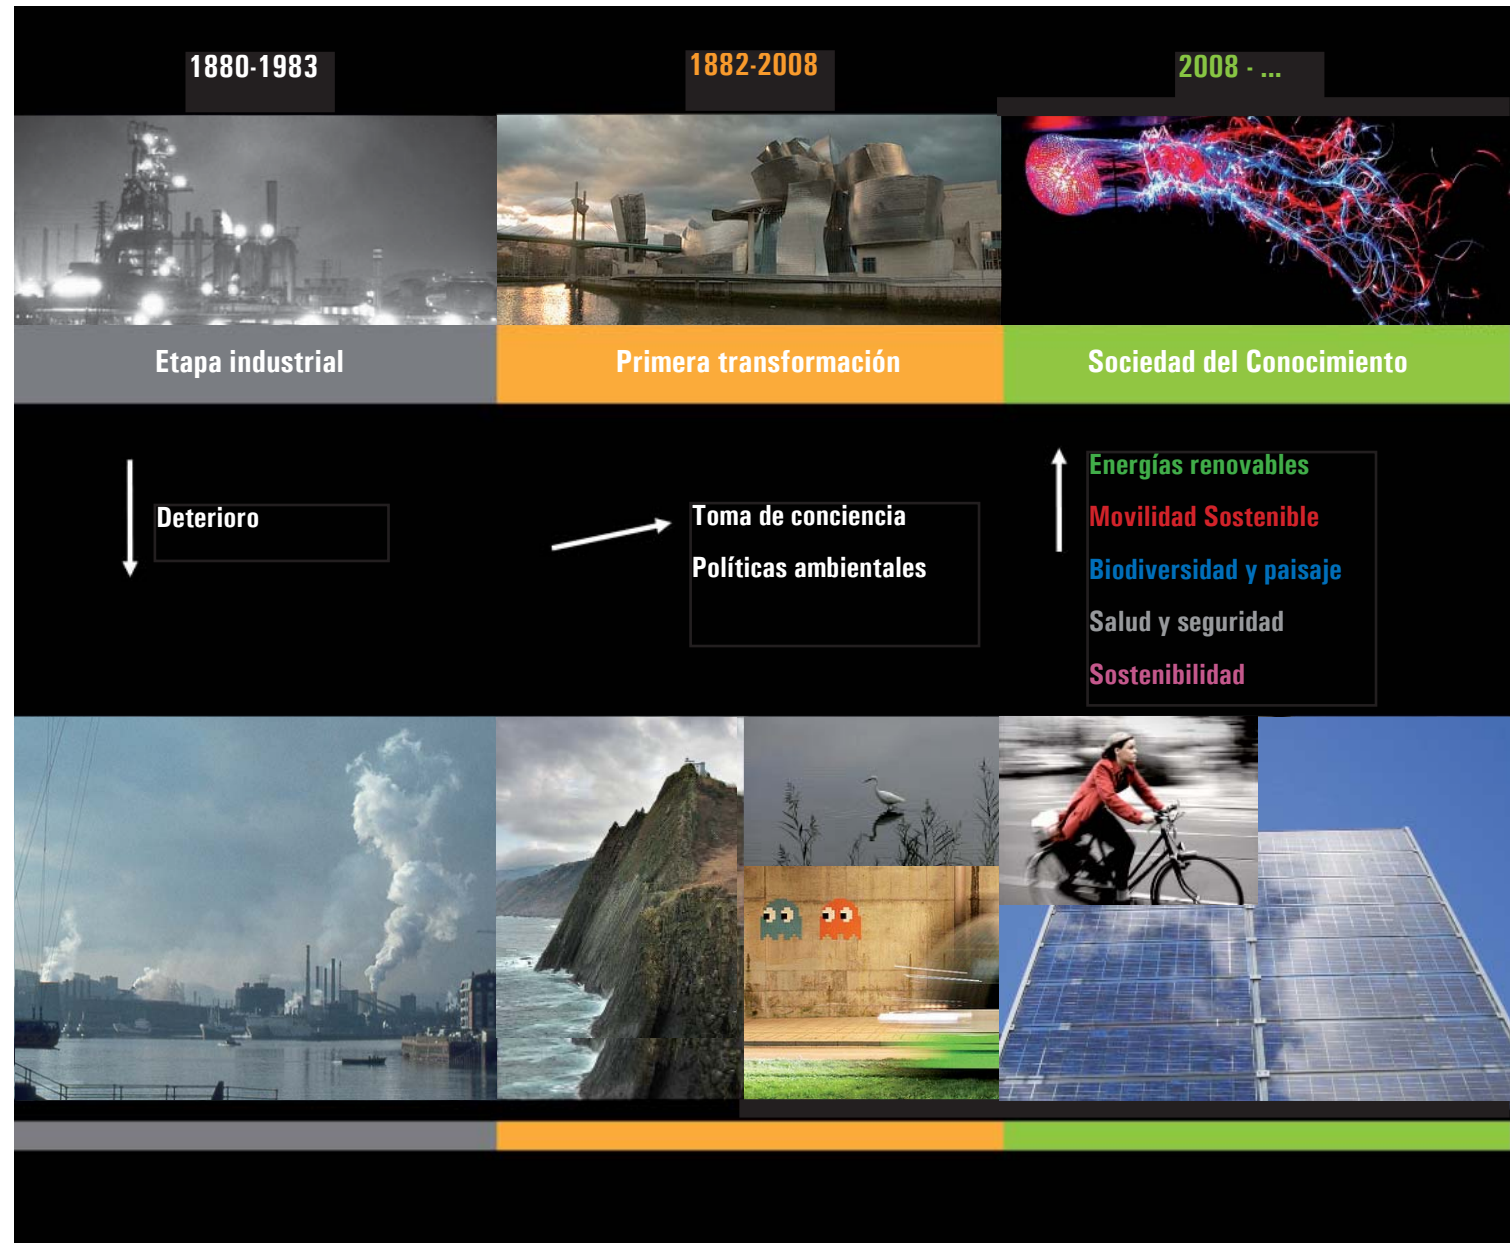 1880-1983
1882-2008
2008 - ...
Etapa industrial
Primera transformación
Sociedad del Conocimiento
Deterioro
Toma de conciencia
Políticas ambientales
Energías renovables
Movilidad Sostenible
Biodiversidad y paisaje
Salud y seguridad
Sostenibilidad